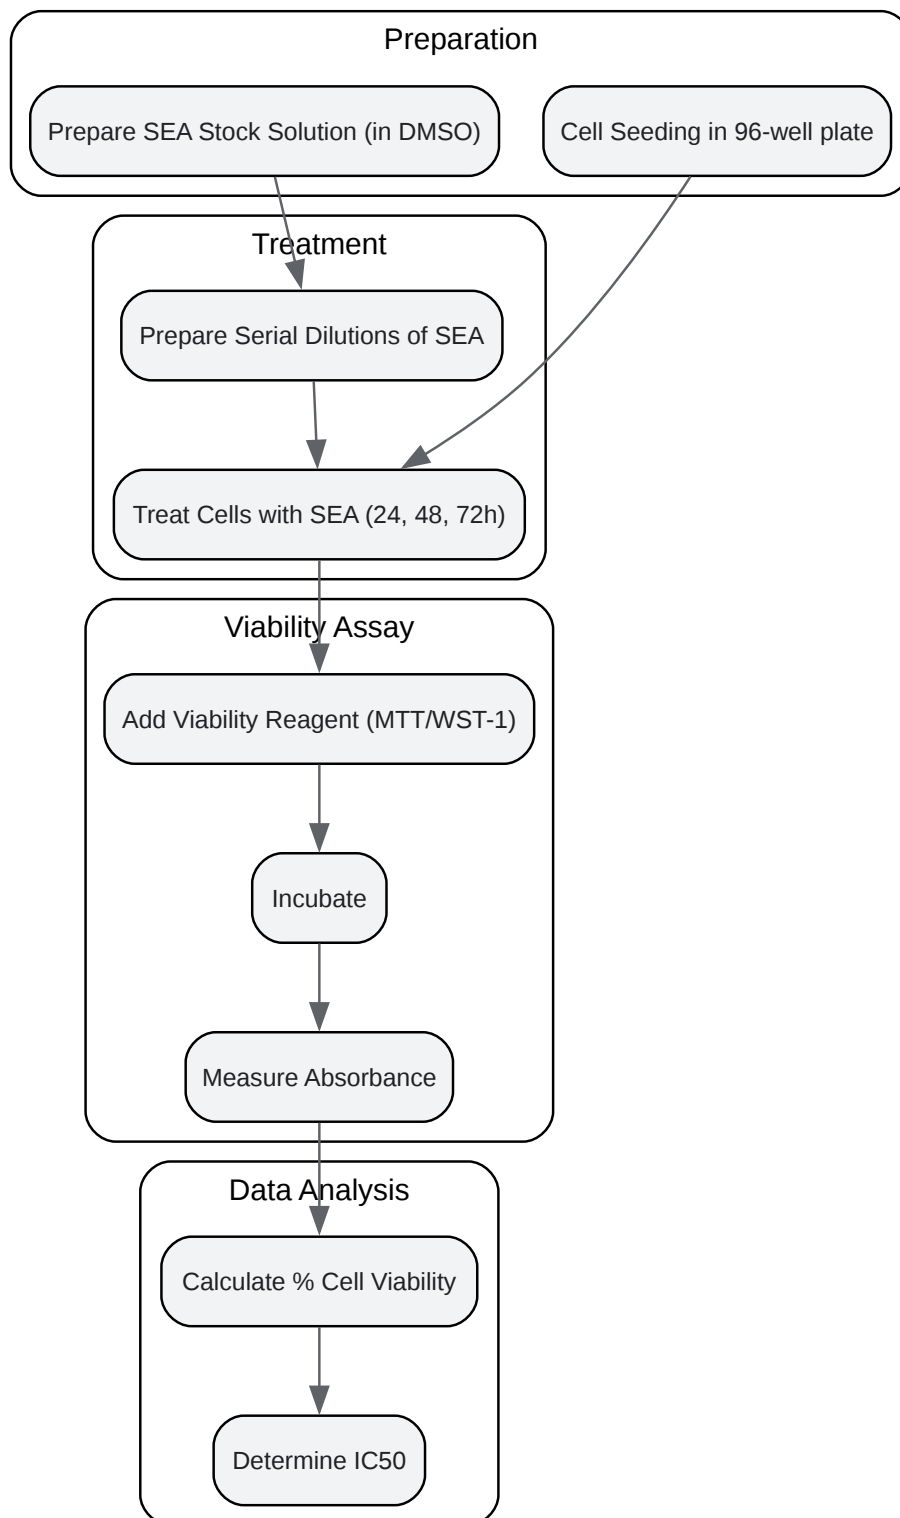 Preparation
Prepare SEA Stock Solution (in DMSO)
Cell Seeding in 96-well plate
Treatment
Prepare Serial Dilutions of SEA
Treat Cells with SEA (24, 48, 72h)
Viability Assay
Add Viability Reagent (MTT/WST-1)
Incubate
Measure Absorbance
Data Analysis
Calculate % Cell Viability
Determine IC50